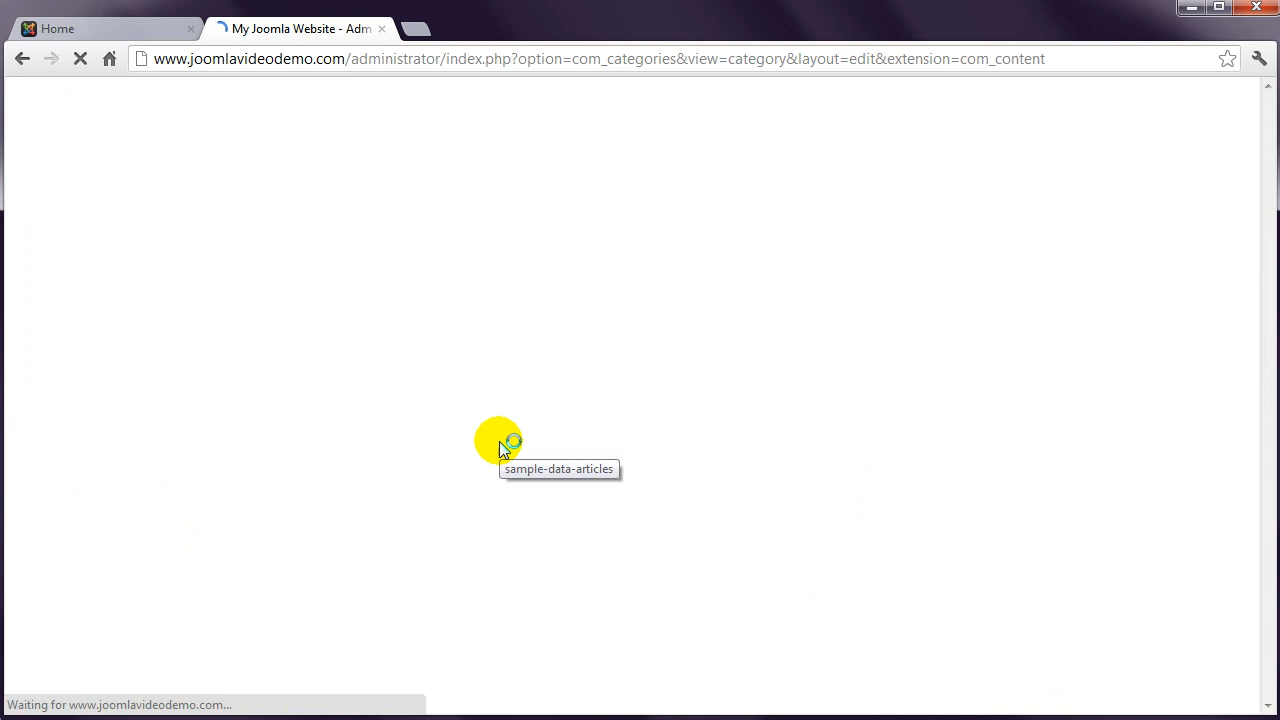 Home
My Joomla Website - Adm
www.joomlavideodemo.com/administrator/index.php?option=com_categories&view=category&layout=edit&extension=com_content
sample-data-articles
Waiting for www.joomlavideodemo.com...